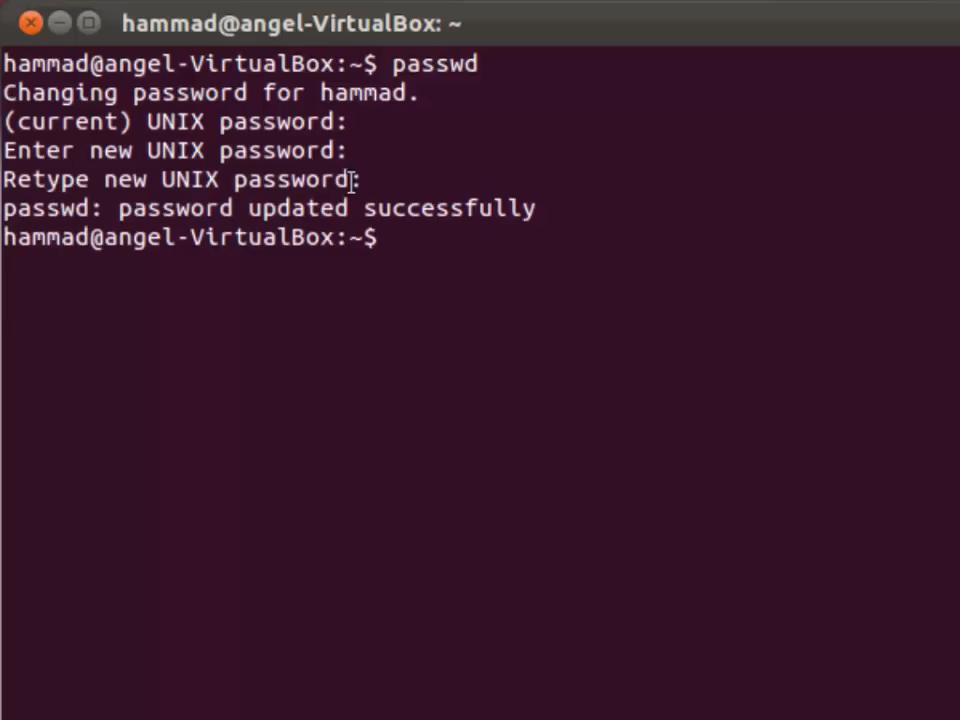 hammad@angel-VirtualBox: ~
hammad@angel-VirtualBox:~$ passwd
Changing password for hammad.
(current) UNIX password:
Enter new UNIX password:
Retype new UNIX password:
passwd: password updated successfully
hammad@angel-VirtualBox:~$